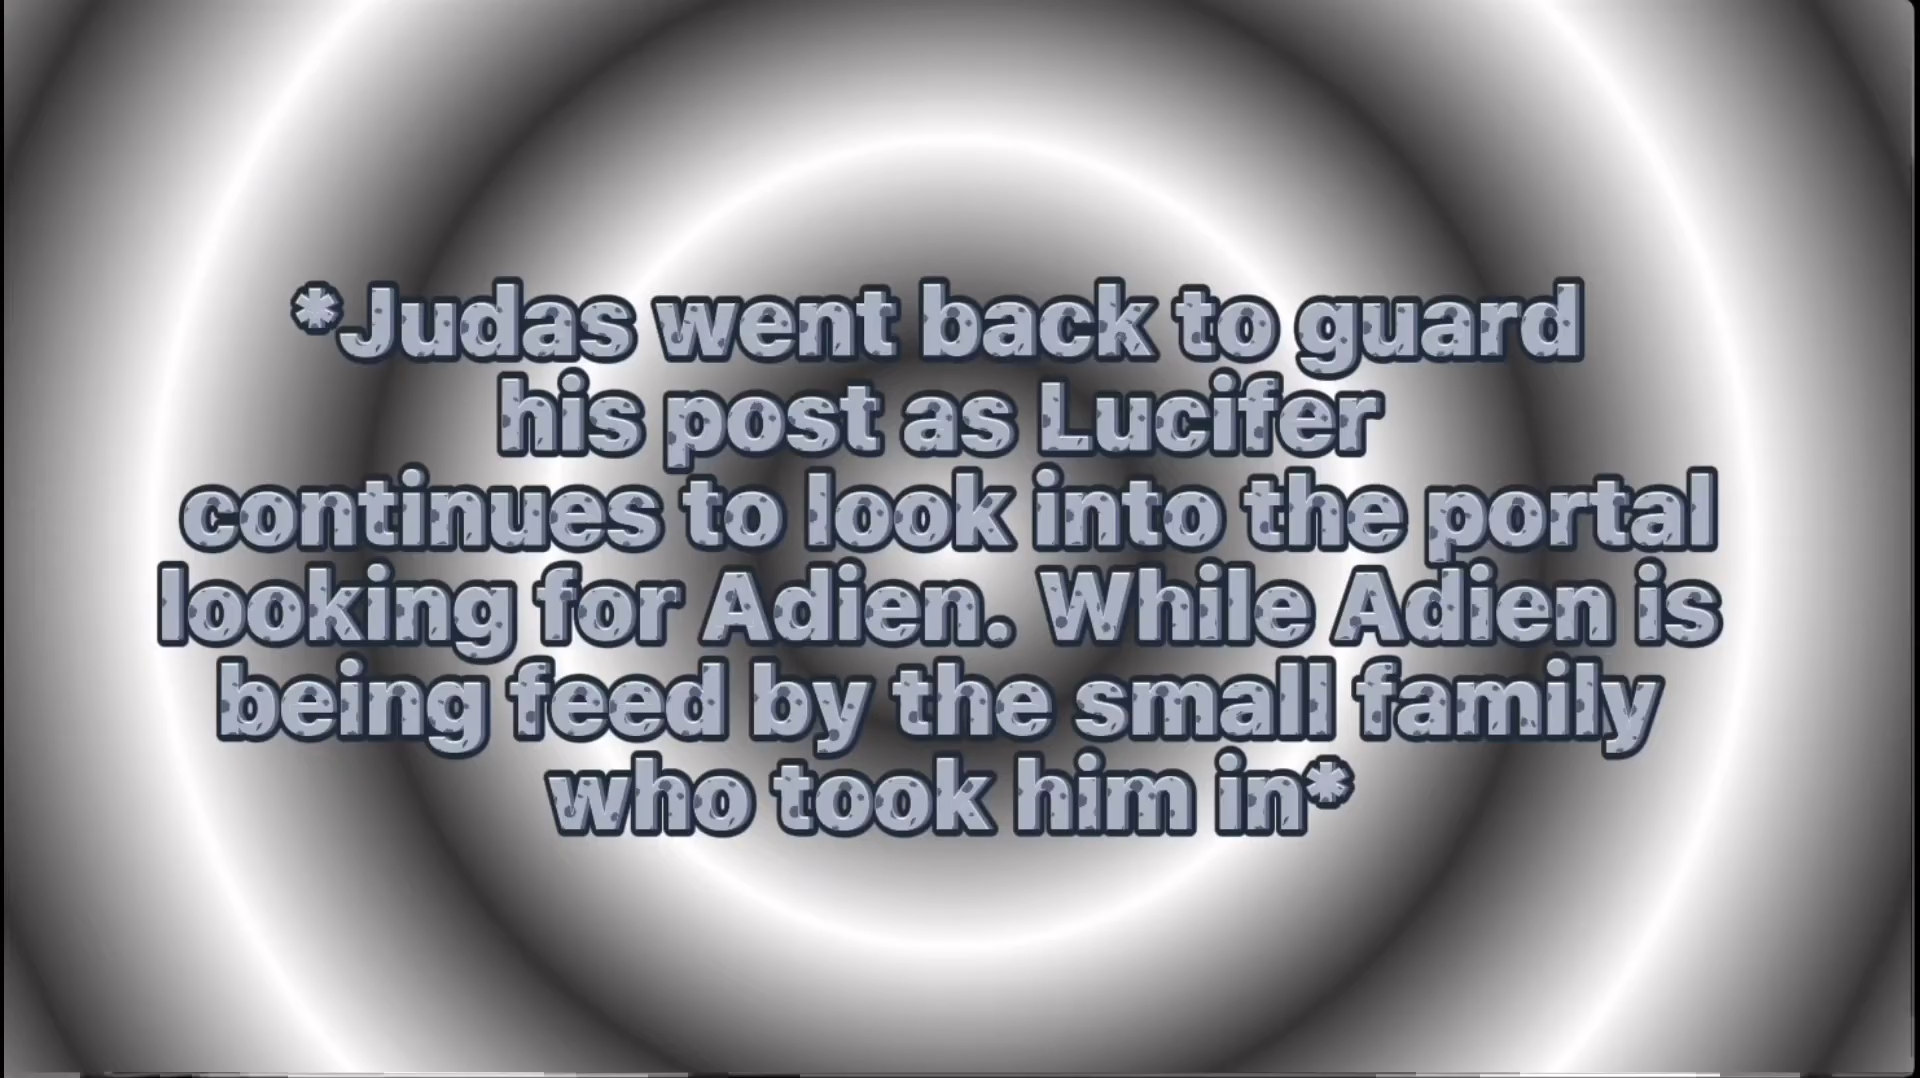 *Judas went back to guard
his post as Lucifer
continues to look into the portal
looking for Adien. While Adien is
being feed by the small family
who took him in*